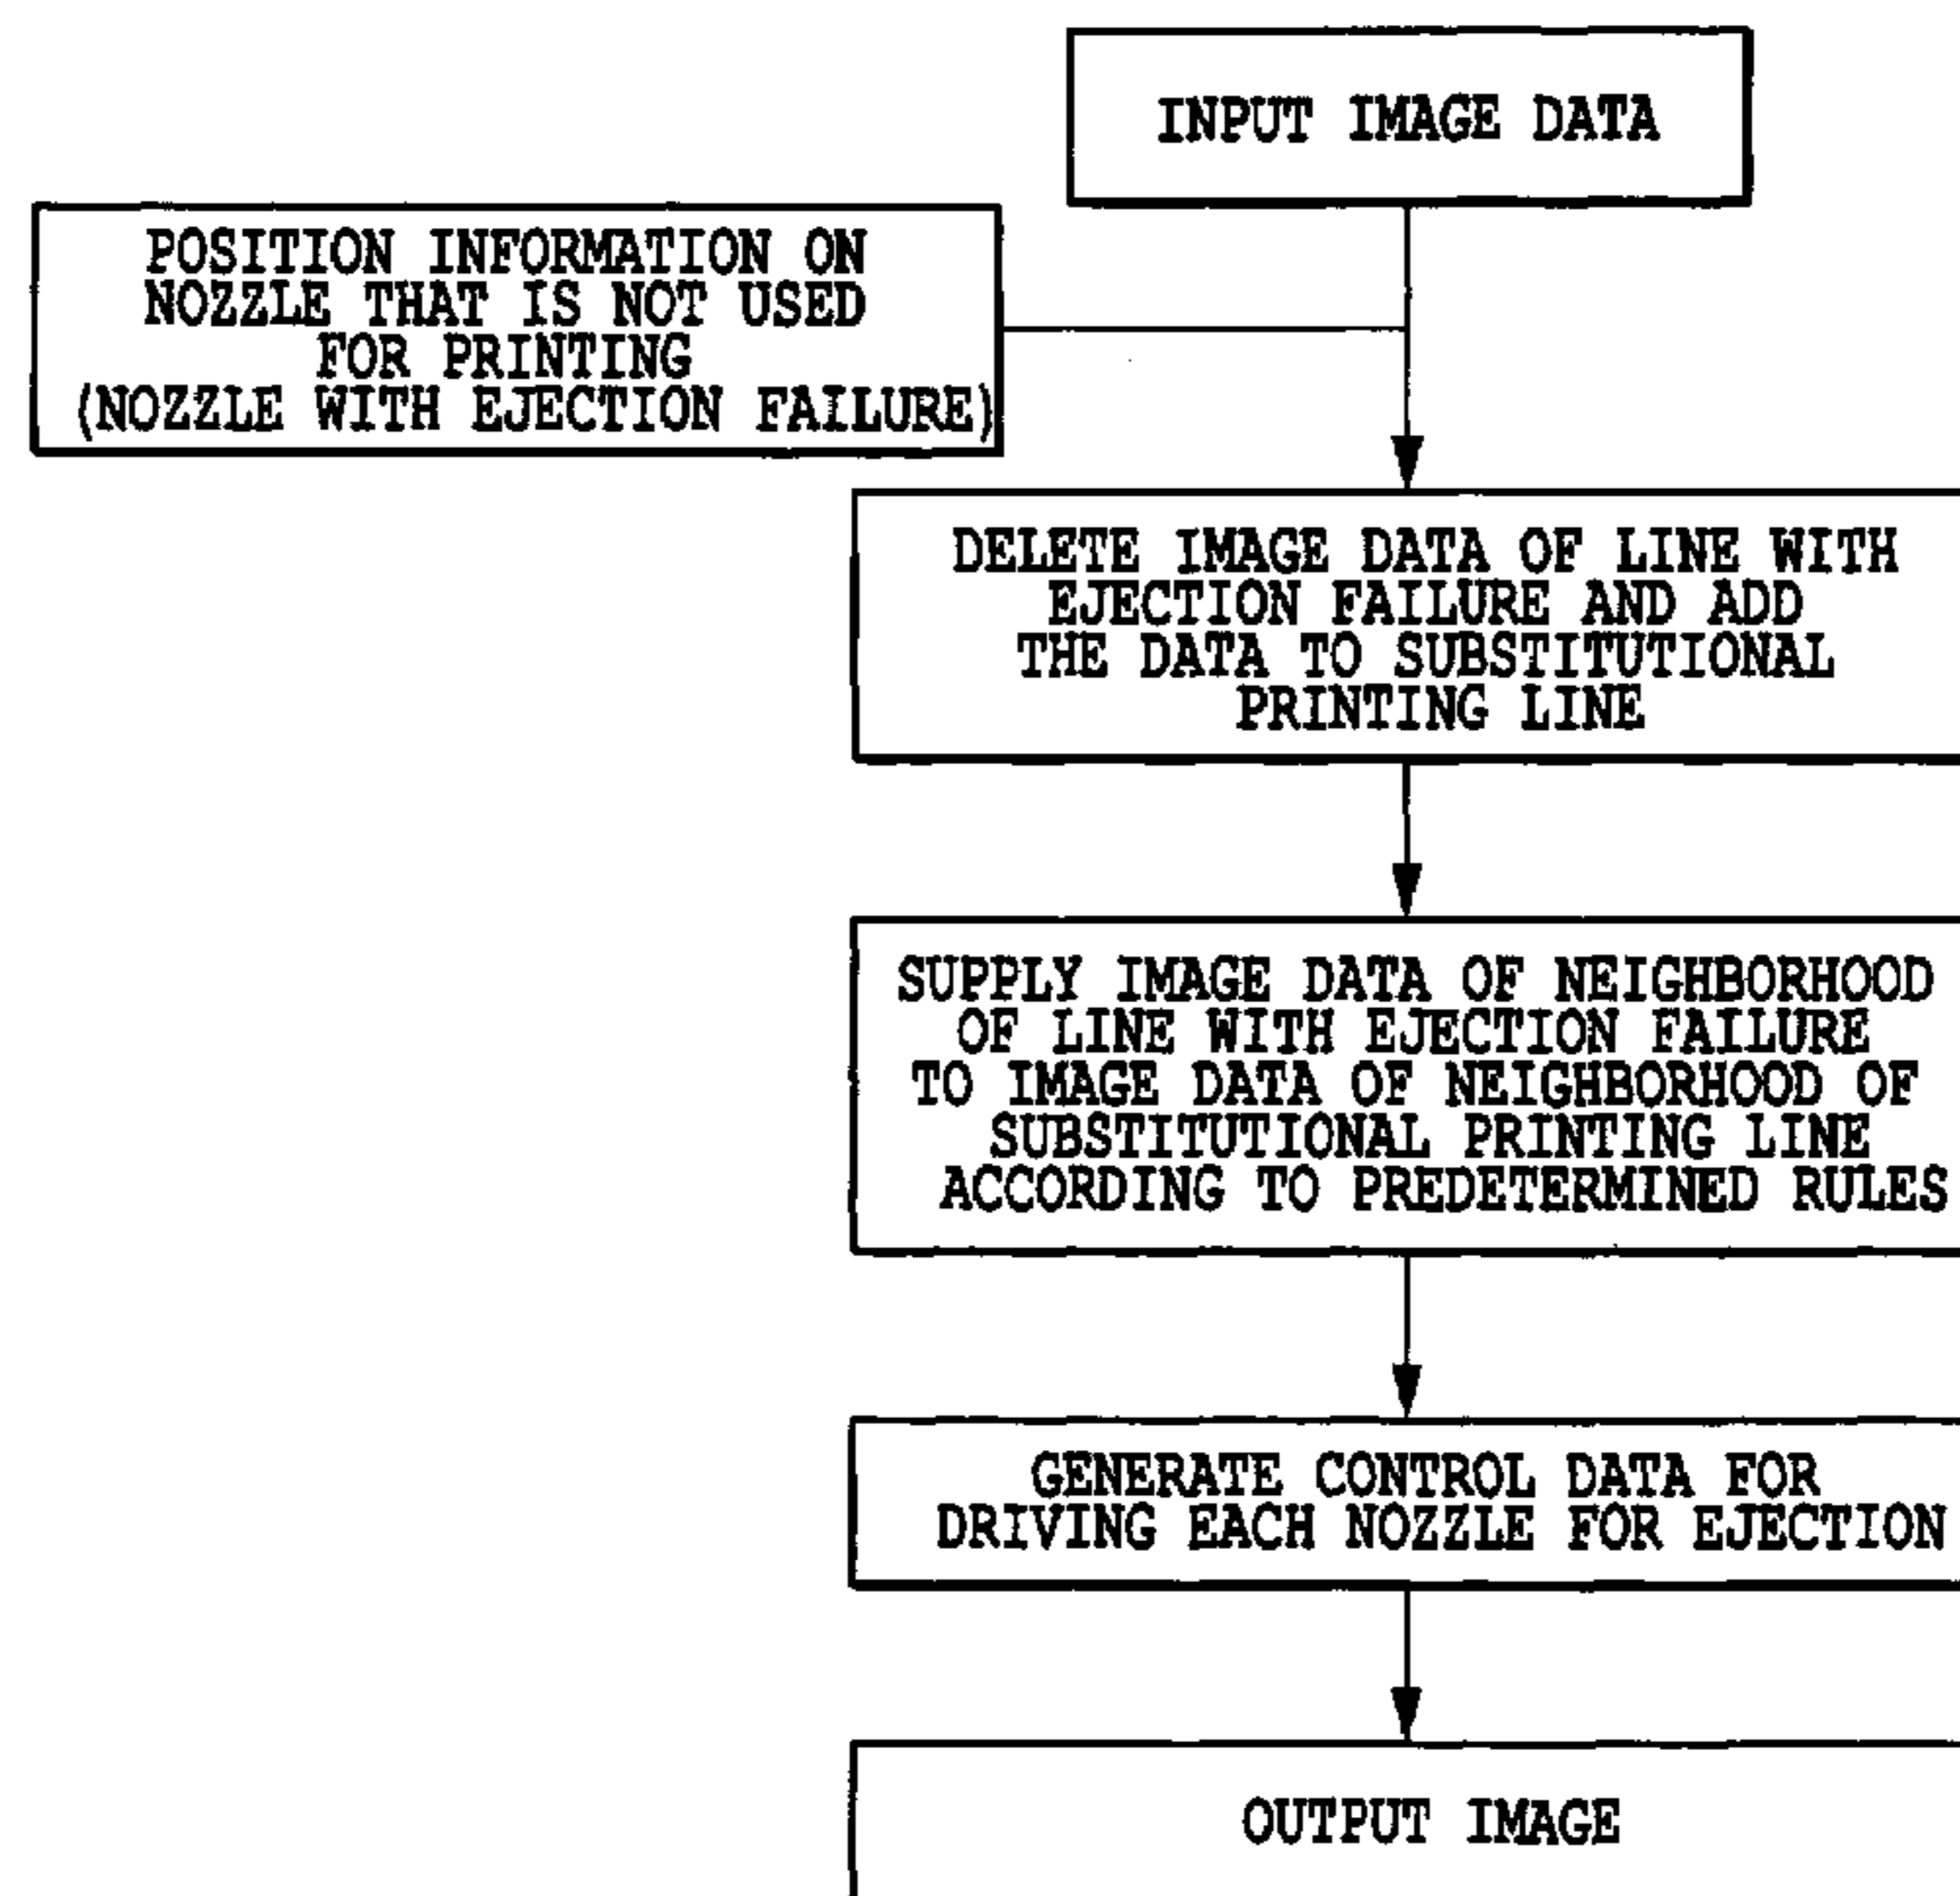 INPUT IMAGE DATA
POSITION INFORMATION ON
NOZZLE THAT IS NOT USED
FOR PRINTING
(NOZZLE WITH EJECTION FAILURE)
DELETE IMAGE DATA OF LINE WITH
EJECTION FAILURE AND ADD
THE DATA TO SUBSTITUTIONAL
PRINTING LINE
SUPPLY IMAGE DATA OF NEIGHBORHOOD
OF LINE WITH EJECTION FAILURE
TO IMAGE DATA OF NEIGHBORHOOD OF
SUBSTITUTIONAL PRINTING LINE
ACCORDING TO PREDETERMINED RULES
GENERATE CONTROL DATA FOR
DRIVING EACH NOZZLE FOR EJECTION
OUTPUT IMAGE